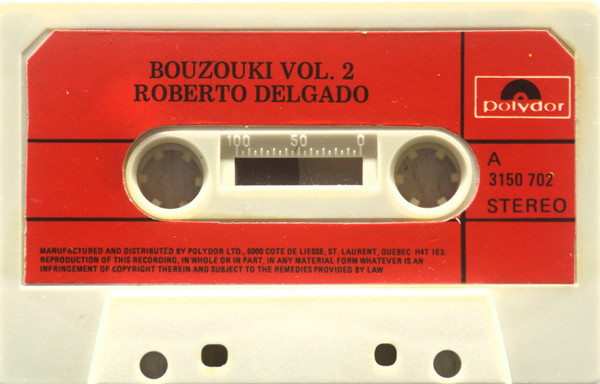 BOUZOUKI VOL. 2
ROBERTO DELGADO
polydor
100 50 0
A
3150 702
STEREO
MANUFACTURED AND DISTRIBUTED BY POLYDOR LTD., 6000 COTE DE LIESSE, ST. LAURENT, QUEBEC H4T 1E3.
REPRODUCTION OF THIS RECORDING, IN WHOLE OR IN PART, IN ANY MATERIAL FORM WHATEVER IS AN
INFRINGEMENT OF COPYRIGHT THEREIN AND SUBJECT TO THE REMEDIES PROVIDED BY LAW